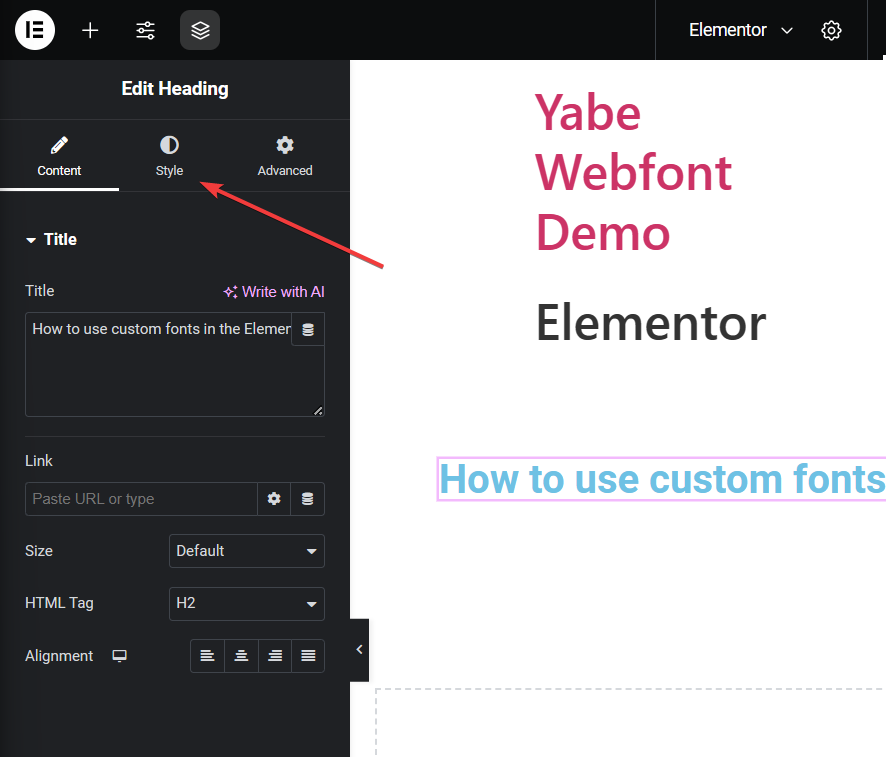 Elementor
Edit Heading
Content
Style
Advanced
Title
Title
Write with AI
How to use custom fonts in the Elemen
Link
Paste URL or type
Size
Default
HTML Tag
H2
Alignment
Yabe
Webfont
Demo
Elementor
How to use custom fonts